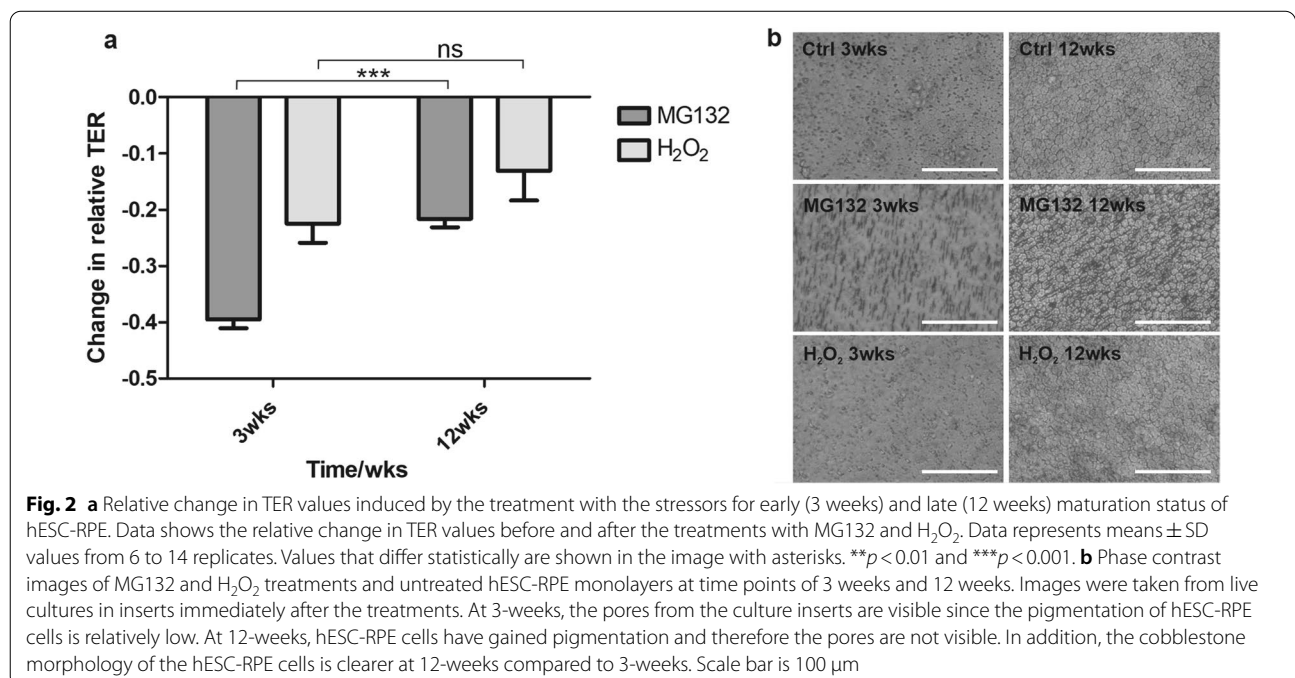 a
ns
***
0.0
-0.1
-0.2
-0.3
-0.4
-0.5
Change in relative TER
3wks
12wks
Time/wks
MG132
H₂O₂
b
Ctrl 3wks
Ctrl 12wks
MG132 3wks
MG132 12wks
H₂O₂ 3wks
H₂O₂ 12wks
Fig. 2 a Relative change in TER values induced by the treatment with the stressors for early (3 weeks) and late (12 weeks) maturation status of
hESC-RPE. Data shows the relative change in TER values before and after the treatments with MG132 and H₂O₂. Data represents means ± SD
values from 6 to 14 replicates. Values that differ statistically are shown in the image with asterisks. **p < 0.01 and ***p < 0.001. b Phase contrast
images of MG132 and H₂O₂ treatments and untreated hESC-RPE monolayers at time points of 3 weeks and 12 weeks. Images were taken from live
cultures in inserts immediately after the treatments. At 3-weeks, the pores from the culture inserts are visible since the pigmentation of hESC-RPE
cells is relatively low. At 12-weeks, hESC-RPE cells have gained pigmentation and therefore the pores are not visible. In addition, the cobblestone
morphology of the hESC-RPE cells is clearer at 12-weeks compared to 3-weeks. Scale bar is 100 µm